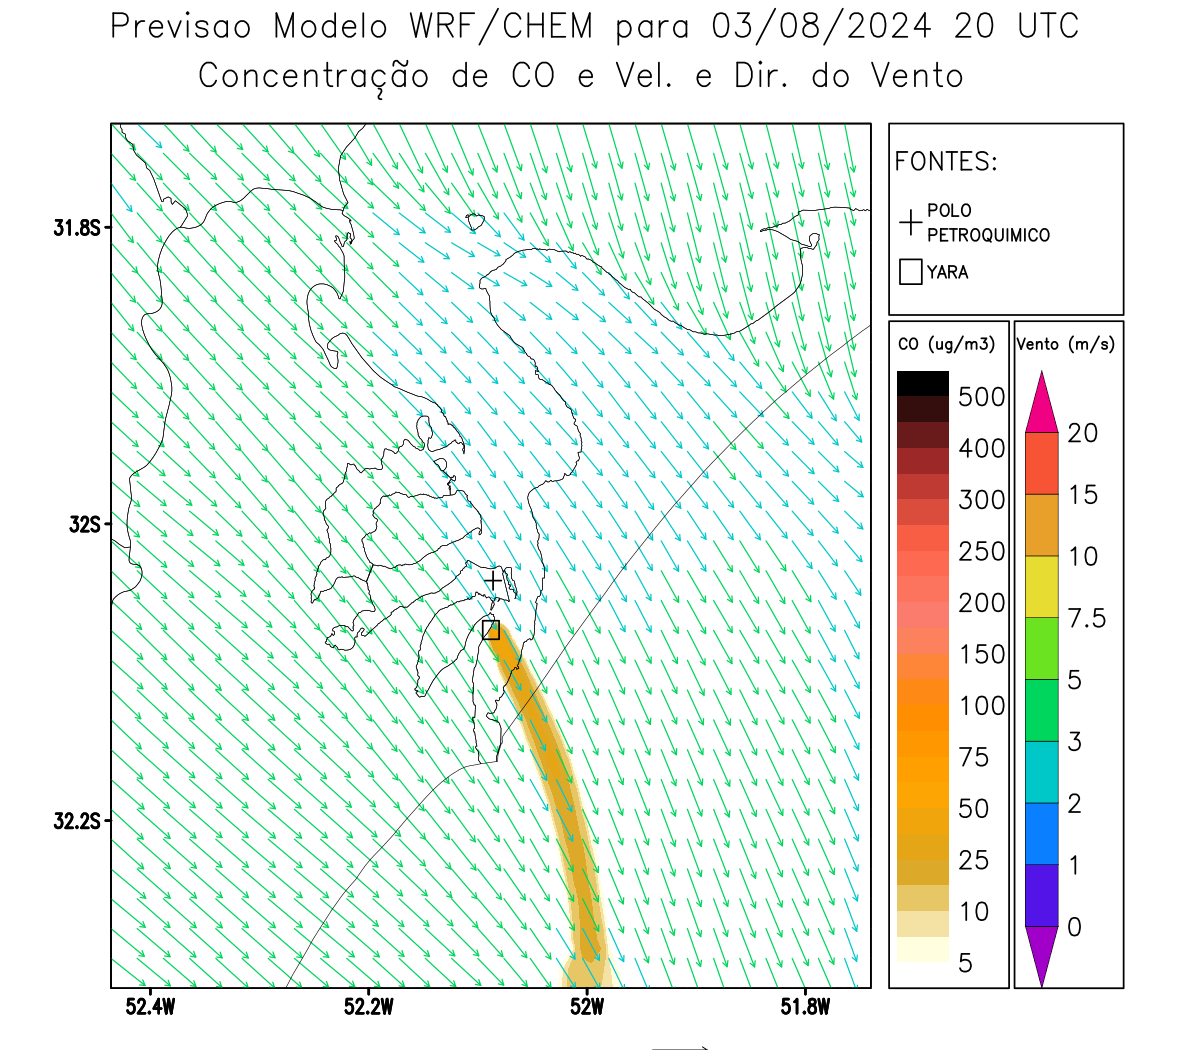 Previsao Modelo WRF/CHEM para 03/08/2024 20 UTC
Concentração de CO e Vel. e Dir. do Vento
FONTES:
POLO
PETROQUIMICO
YARA
CO (ug/m3)
500
400
300
250
200
150
100
75
50
25
10
5
Vento (m/s)
20
15
10
7.5
5
3
2
1
0
31.8S
32S
32.2S
52.4W
52.2W
52W
51.8W